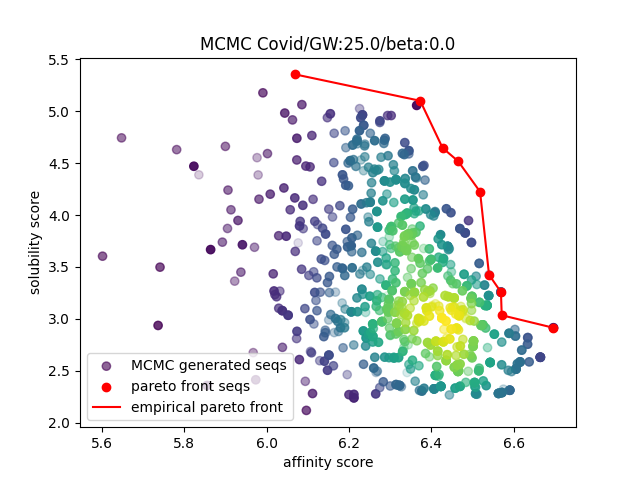 MCMC Covid/GW:25.0/beta:0.0
5.5
5.0
4.5
4.0
3.5
3.0
2.5
2.0
solubility score
MCMC generated seqs
pareto front seqs
empirical pareto front
5.6 5.8 6.0 6.2 6.4 6.6
affinity score